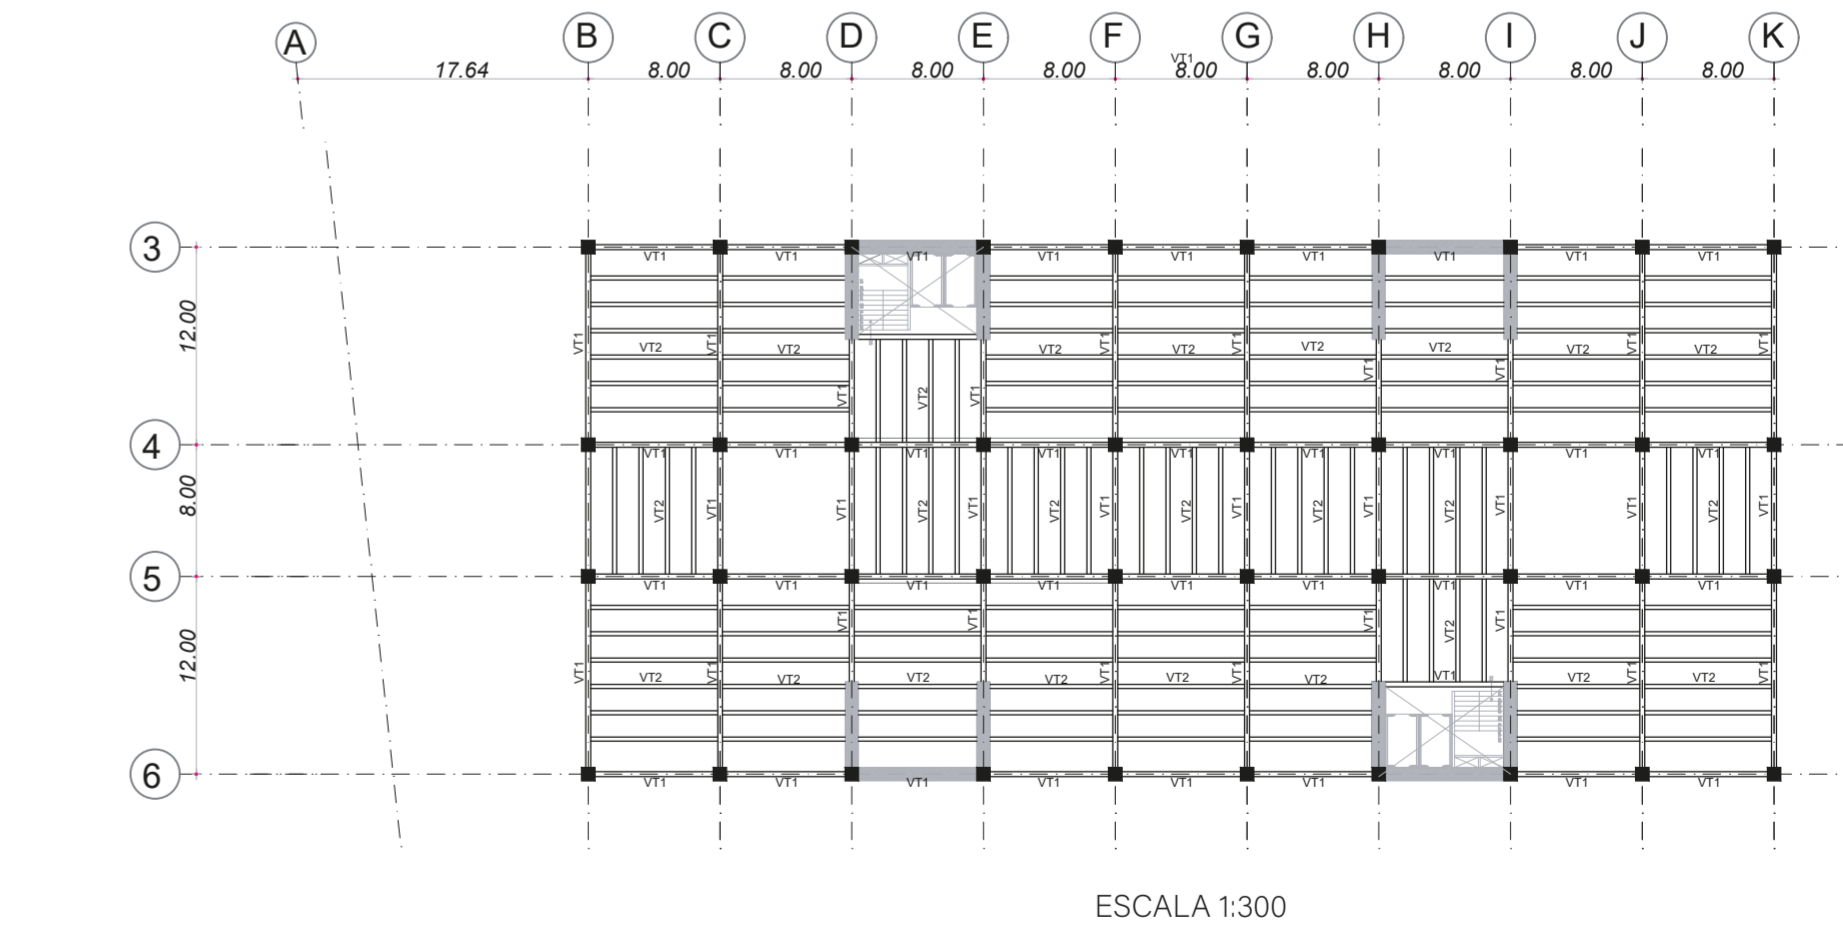 A B C D E F G H I J K
VT1
17.64 8.00 8.00 8.00 8.00 8.00 8.00 8.00 8.00 8.00
3
VT1 VT1 VT1 VT1 VT1 VT1 VT1 VT1 VT1
12.00
VT1 VT1 VT1 VT1 VT1 VT1
VT2 VT2 VT2 VT2 VT2 VT2 VT2 VT2
VT1 VT1
VT1 VT2 VT1
4
VT1 VT1 VT1 VT1 VT1 VT1 VT1 VT1 VT1
8.00
VT2 VT1 VT1 VT2 VT1 VT2 VT1 VT2 VT1 VT2 VT1 VT2 VT1 VT1 VT2 VT1
5
VT1 VT1 VT1 VT1 VT1 VT1 VT1 VT1 VT1
VT1 VT1 VT1 VT2 VT1
12.00
VT1 VT1 VT1 VT1 VT1 VT1 VT1
VT2 VT2 VT2 VT2 VT2 VT2 VT2 VT2
6
VT1 VT1 VT1 VT1 VT1 VT1 VT1 VT1
ESCALA 1:300